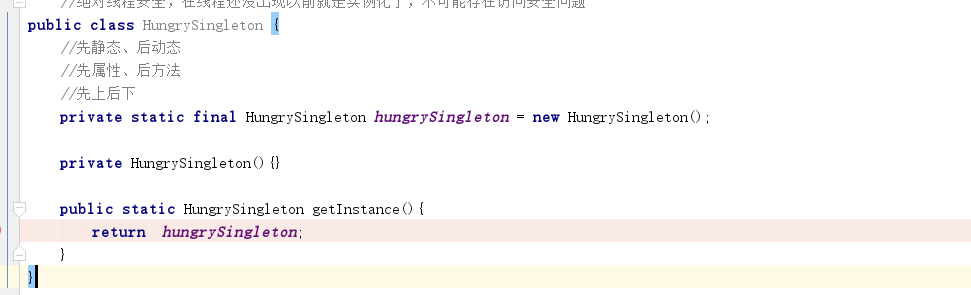 //绝对线程安全，在线程还没出现以前就是实例化了，不可能存在访问安全问题
public class HungrySingleton {
//先静态、后动态
//先属性、后方法
//先上后下
private static final HungrySingleton hungrySingleton = new HungrySingleton();
private HungrySingleton(){}
public static HungrySingleton getInstance(){
return hungrySingleton;
}
}